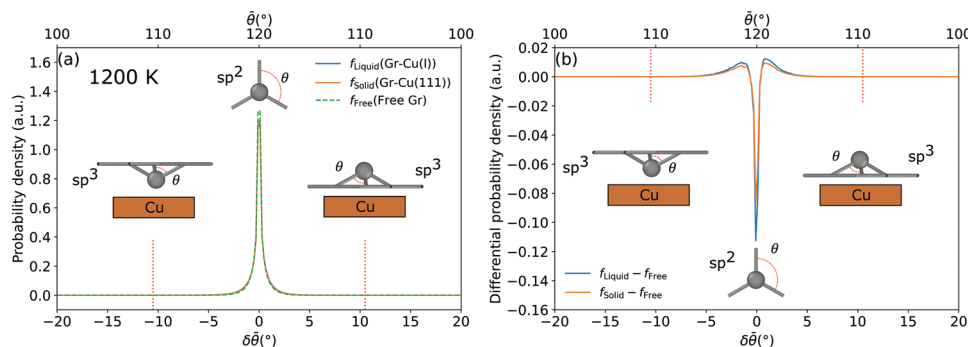 θ̄(°)
100 110 120 110 100
(a)
1200 K
sp²
θ
f_Liquid(Gr-Cu(l))
f_Solid(Gr-Cu(111))
f_Free(Free Gr)
Probability density (a.u.)
1.6
1.4
1.2
1.0
0.8
0.6
0.4
0.2
0.0
sp³
θ
Cu
θ
sp³
Cu
−20 −15 −10 −5 0 5 10 15 20
δθ̄(°)
θ̄(°)
100 110 120 110 100
(b)
Differential probability density (a.u.)
0.02
0.00
−0.02
−0.04
−0.06
−0.08
−0.10
−0.12
−0.14
−0.16
sp³
θ
Cu
θ
sp³
Cu
sp²
θ
f_Liquid − f_Free
f_Solid − f_Free
−20 −15 −10 −5 0 5 10 15 20
δθ̄(°)